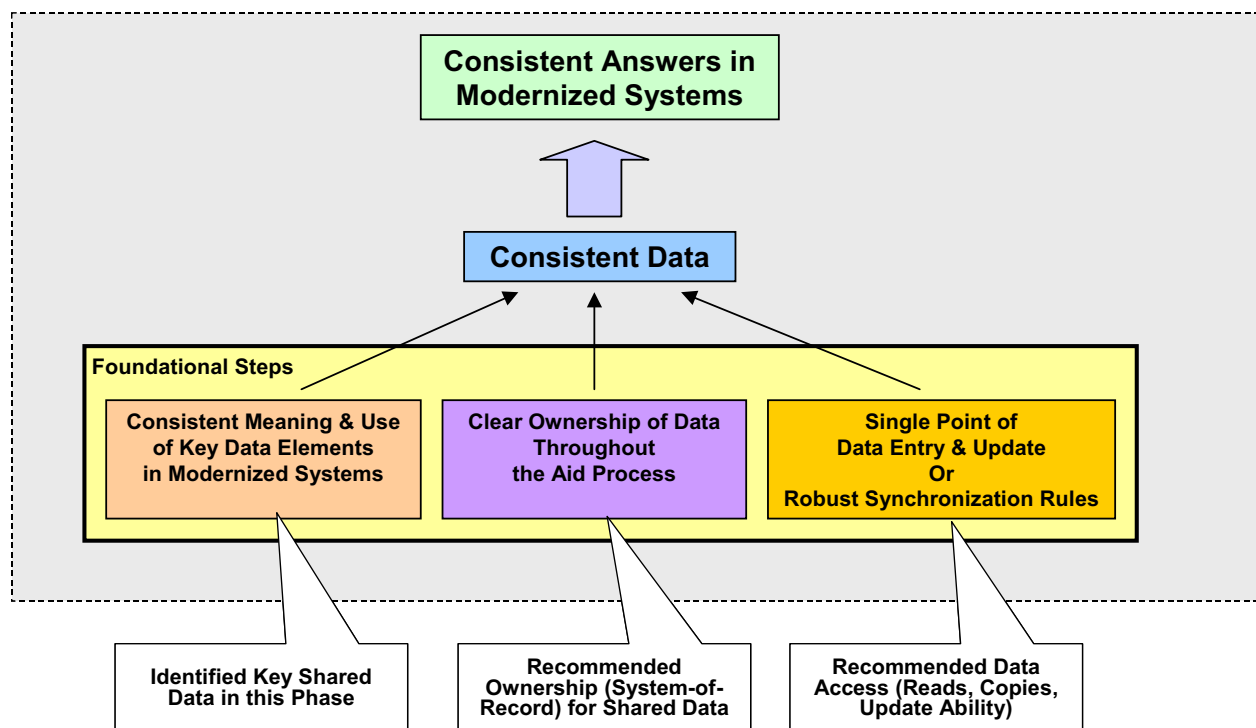 Consistent Answers in
Modernized Systems
Consistent Data
Foundational Steps
Consistent Meaning & Use
of Key Data Elements
in Modernized Systems
Clear Ownership of Data
Throughout
the Aid Process
Single Point of
Data Entry & Update
Or
Robust Synchronization Rules
Identified Key Shared
Data in this Phase
Recommended
Ownership (System-of-
Record) for Shared Data
Recommended Data
Access (Reads, Copies,
Update Ability)